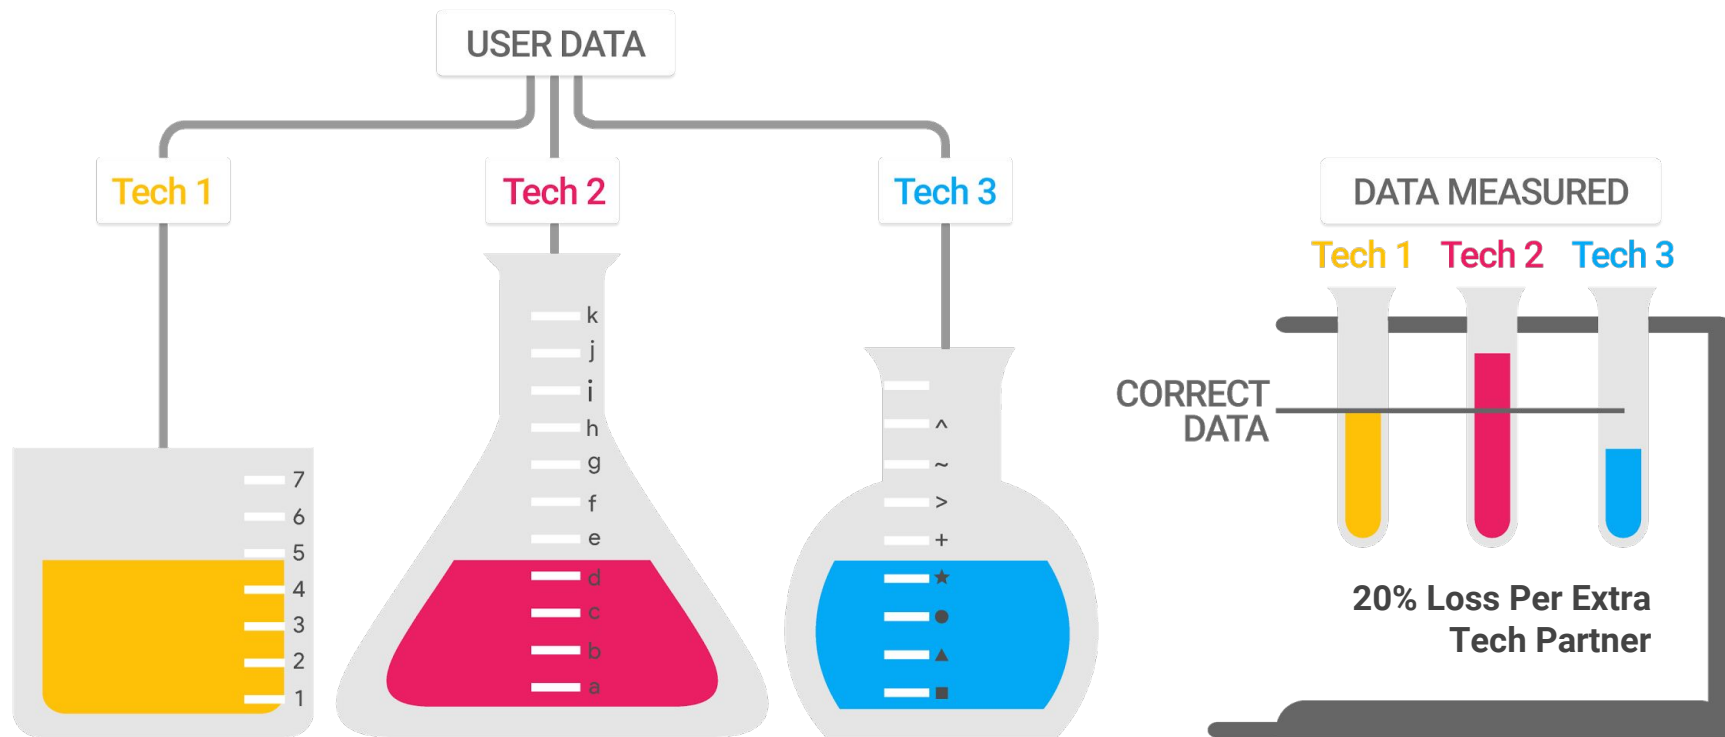 USER DATA
Tech 1
Tech 2
Tech 3
7
6
5
4
3
2
1
k
j
i
h
g
f
e
d
c
b
a
^
~
>
+
★
●
▲
■
DATA MEASURED
Tech 1 Tech 2 Tech 3
CORRECT
DATA
20% Loss Per Extra
Tech Partner